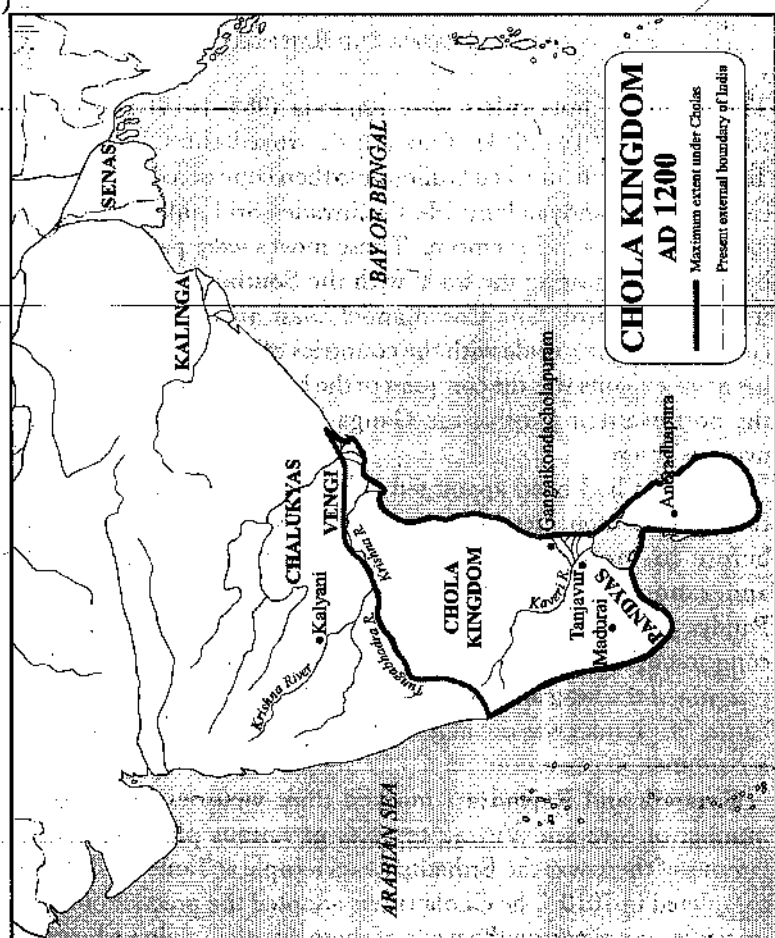 CHOLA KINGDOM
AD 1200
Maximum extent under Cholas
Present external boundary of India
SENAS
KALINGA
BAY OF BENGAL
CHALUKYAS
VENGI
Kalyani
Krishna River
Krishna R.
Tungabhadra R.
CHOLA
KINGDOM
Gangaikondacholapuram
Kaveri R.
Tanjavur
Madurai
PANDYAS
Anuradhapura
ARABIAN SEA